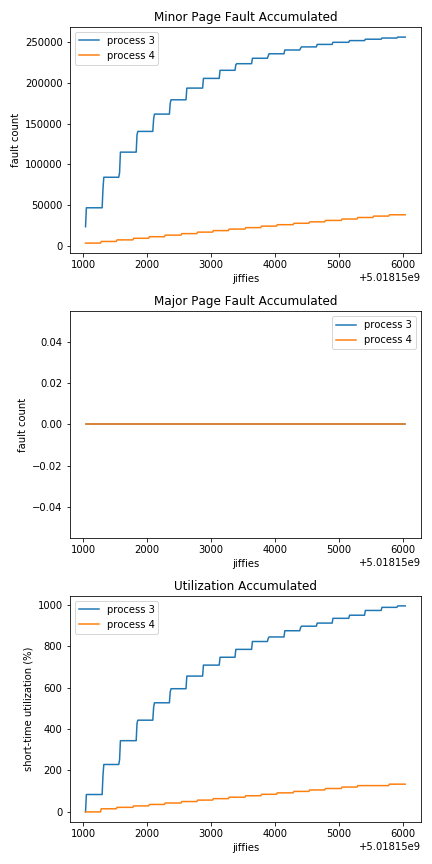 Minor Page Fault Accumulated
250000
200000
150000
100000
50000
0
fault count
process 3
process 4
1000 2000 3000 4000 5000 6000
jiffies
+5.01815e9
Major Page Fault Accumulated
0.04
0.02
0.00
−0.02
−0.04
fault count
process 3
process 4
1000 2000 3000 4000 5000 6000
jiffies
+5.01815e9
Utilization Accumulated
1000
800
600
400
200
0
short-time utilization (%)
process 3
process 4
1000 2000 3000 4000 5000 6000
jiffies
+5.01815e9